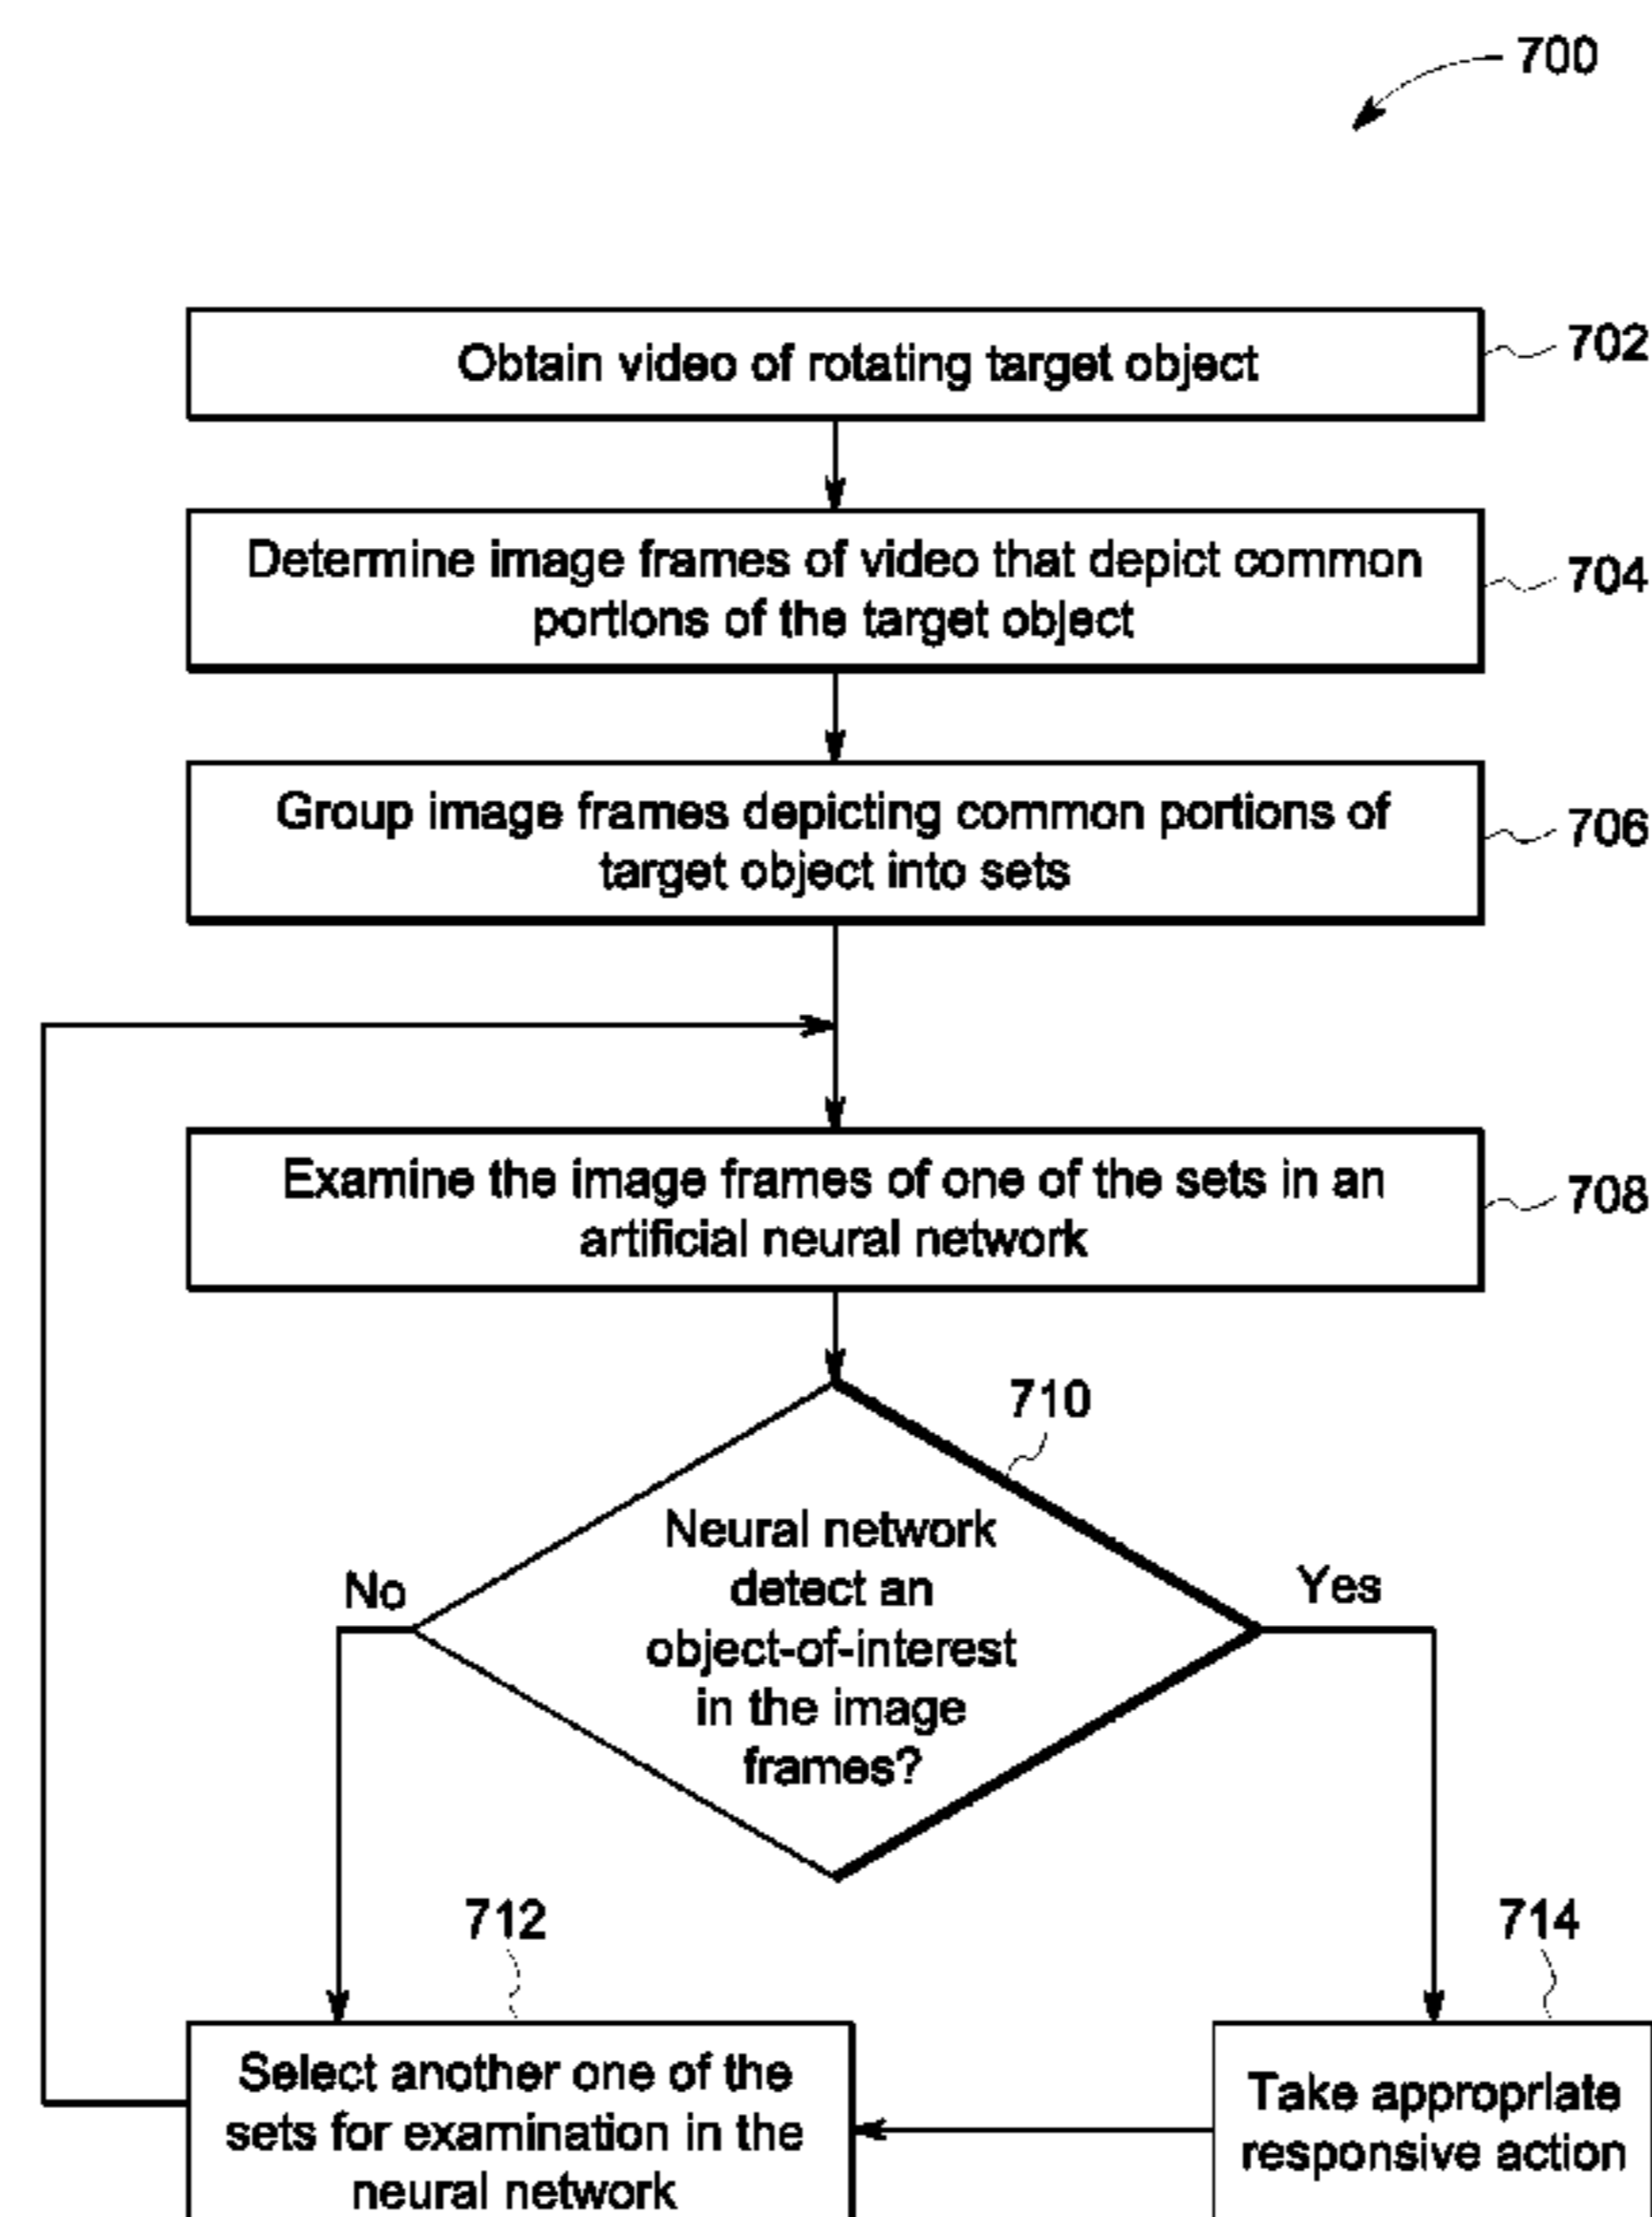 700
Obtain video of rotating target object
702
Determine image frames of video that depict common
portions of the target object
704
Group image frames depicting common portions of
target object into sets
706
Examine the image frames of one of the sets in an
artificial neural network
708
710
Neural network
detect an
object-of-interest
in the image
frames?
No
Yes
712
714
Select another one of the
sets for examination in the
neural network
Take appropriate
responsive action